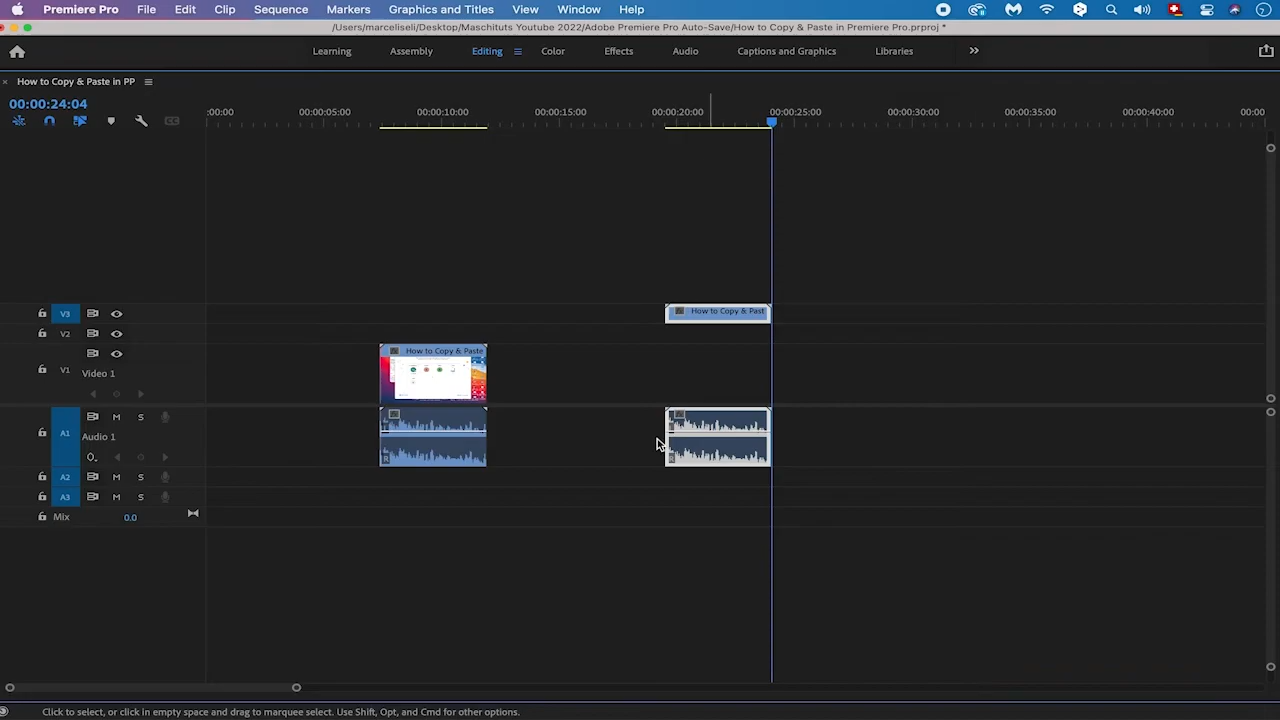 Premiere Pro File Edit Clip Sequence Markers Graphics and Titles View Window Help
/Users/marceliseli/Desktop/Maschituts Youtube 2022/Adobe Premiere Pro Auto-Save/How to Copy & Paste in Premiere Pro.prproj *
Learning Assembly Editing Color Effects Audio Captions and Graphics Libraries
How to Copy & Paste in PP
00:00:24:04
:00:00 00:00:05:00 00:00:10:00 00:00:15:00 00:00:20:00 00:00:25:00 00:00:30:00 00:00:35:00 00:00:40:00 00:00
V3 How to Copy & Past
V2
How to Copy & Paste
V1 Video 1
M S
A1 Audio 1
O.
R R
A2 M S
A3 M S
Mix 0.0
Click to select, or click in empty space and drag to marquee select. Use Shift, Opt, and Cmd for other options.